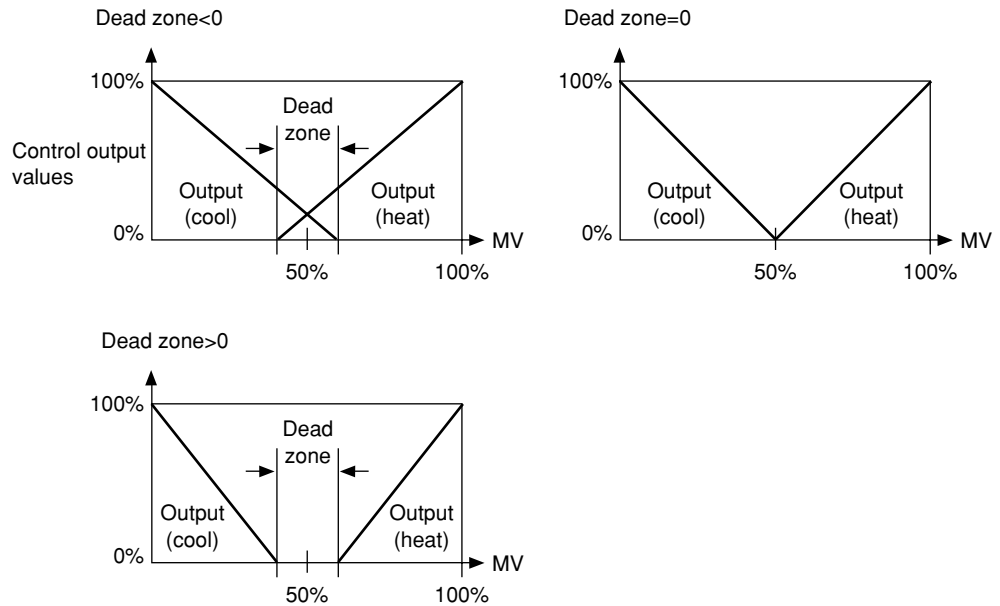 Dead zone<0
100%
Dead
zone
Control output
values
Output
(cool)
Output
(heat)
0%
MV
50%
100%
Dead zone=0
100%
Output
(cool)
Output
(heat)
0%
MV
50%
100%
Dead zone>0
100%
Dead
zone
Output
(cool)
Output
(heat)
0%
MV
50%
100%